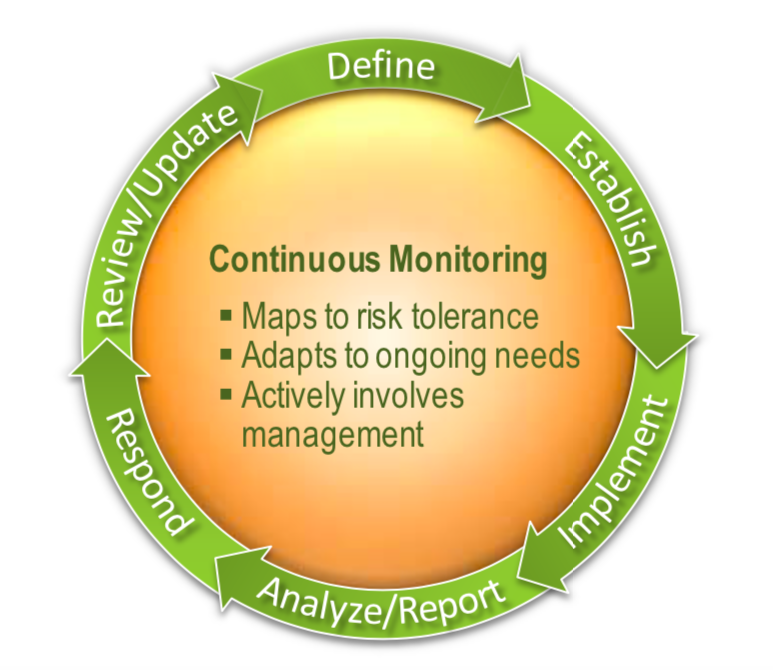 Define
Establish
Implement
Analyze/Report
Respond
Review/Update
Continuous Monitoring
▪ Maps to risk tolerance
▪ Adapts to ongoing needs
▪ Actively involves
management